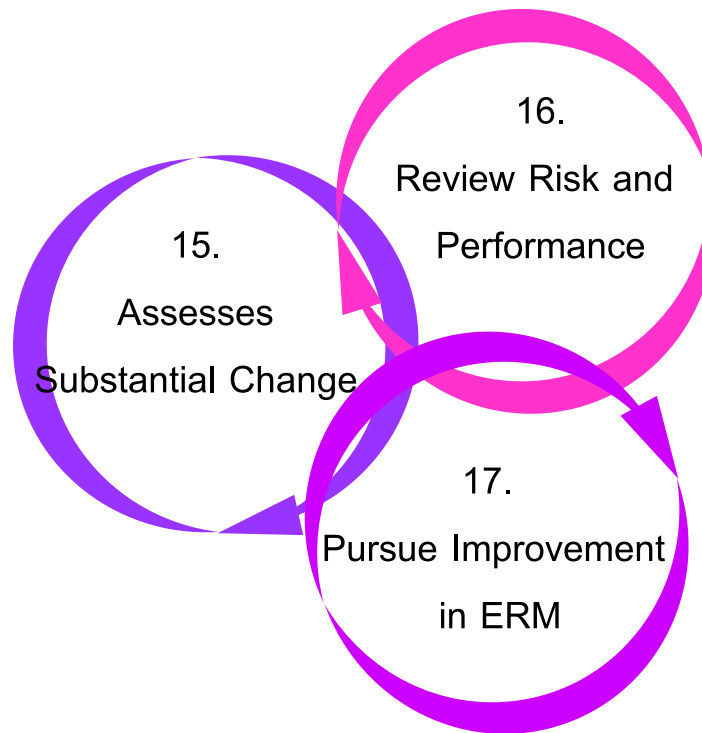 15.
Assesses
Substantial Change
16.
Review Risk and
Performance
17.
Pursue Improvement
in ERM